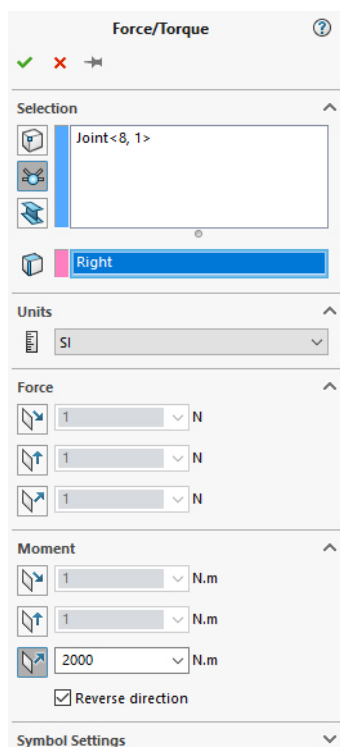 Force/Torque
?
Selection
Joint<8, 1>
Right
Units
SI
Force
1 N
1 N
1 N
Moment
1 N.m
1 N.m
2000 N.m
Reverse direction
Symbol Settings